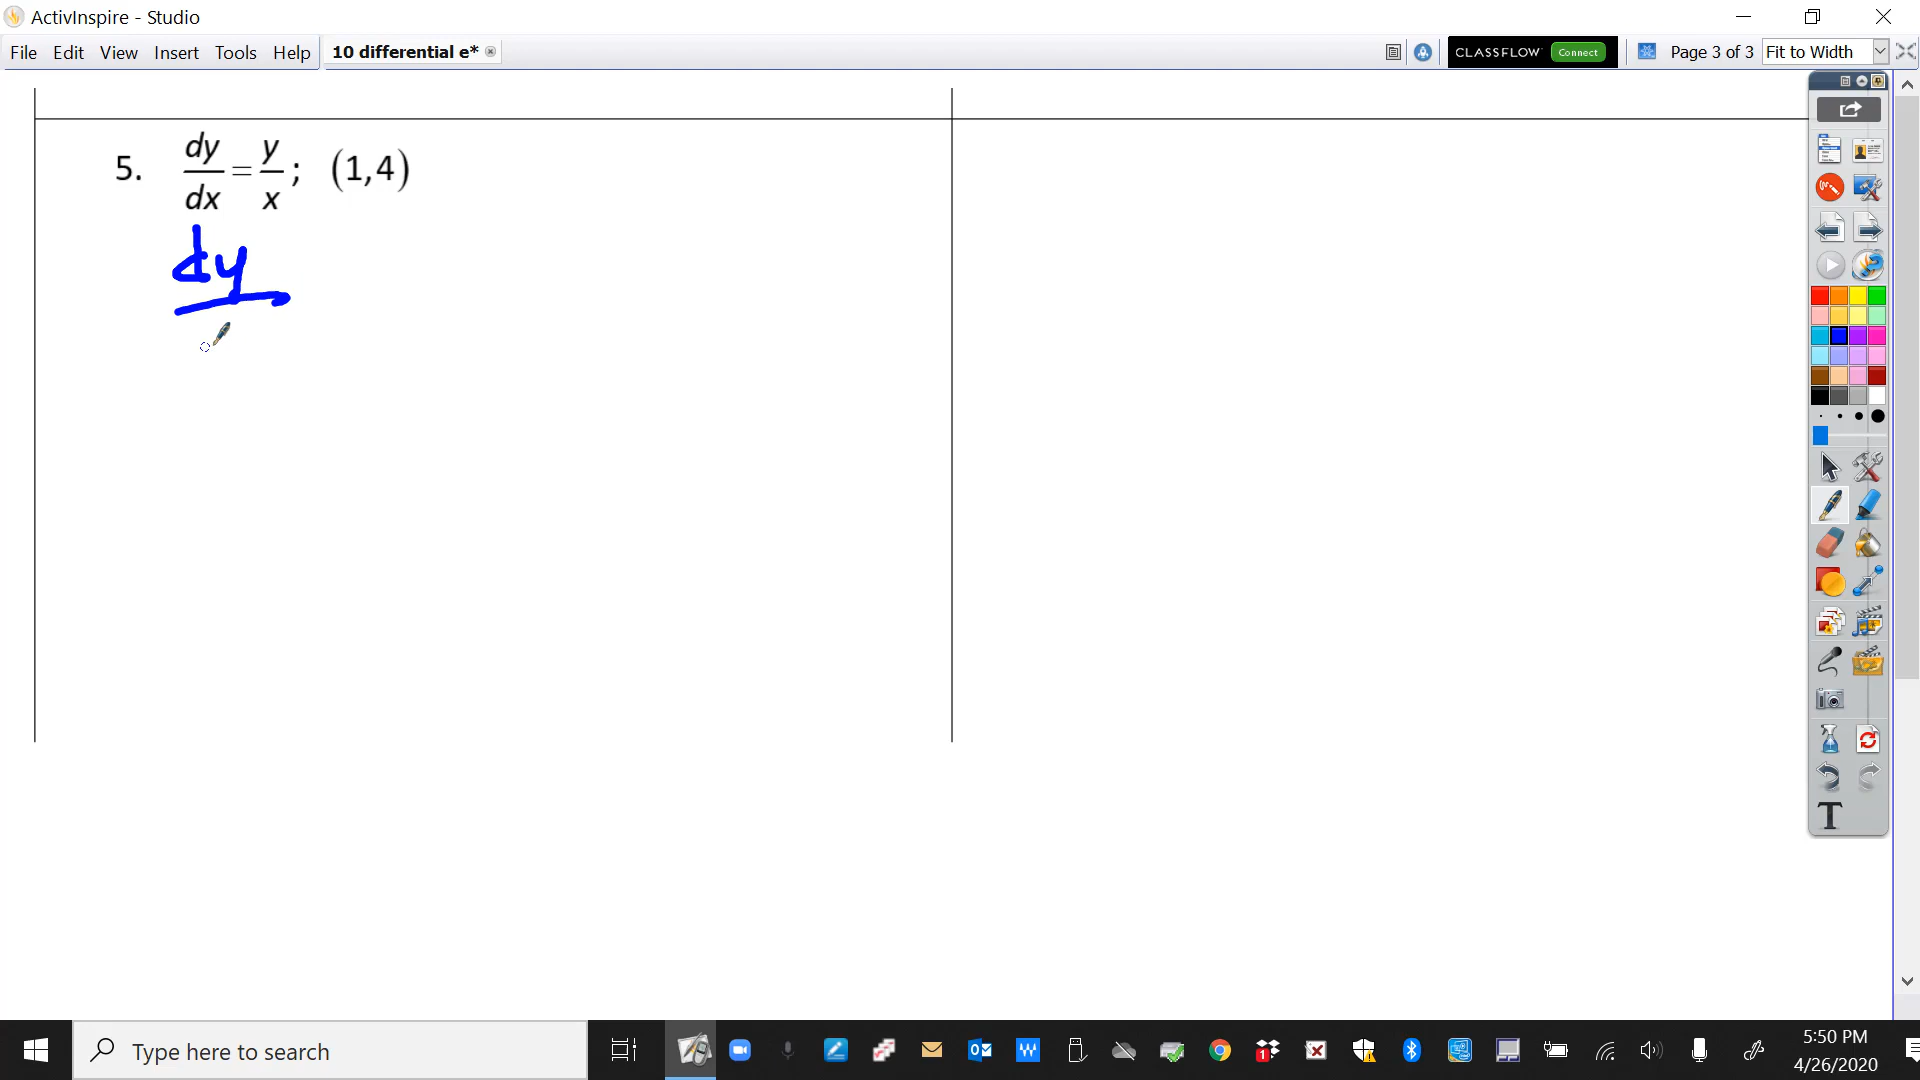 ActivInspire - Studio
File Edit View Insert Tools Help 10 differential e* CLASSFLOW Connect Page 3 of 3 Fit to Width
5. dy/dx = y/x; (1,4)
dy
T
Type here to search
5:50 PM
4/26/2020